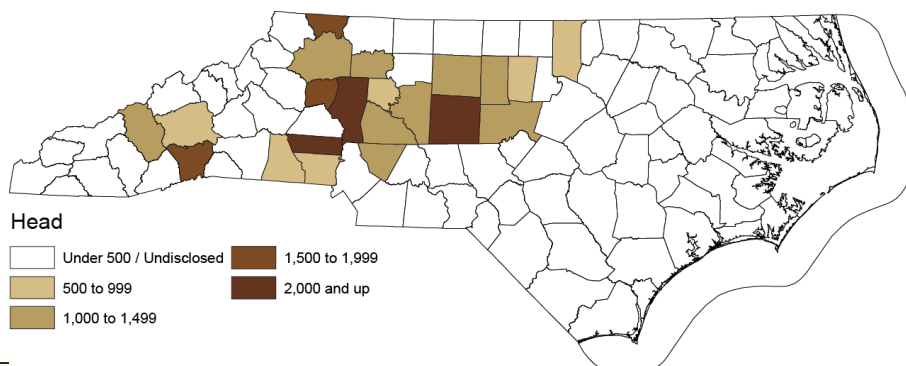 Head
Under 500 / Undisclosed
500 to 999
1,000 to 1,499
1,500 to 1,999
2,000 and up